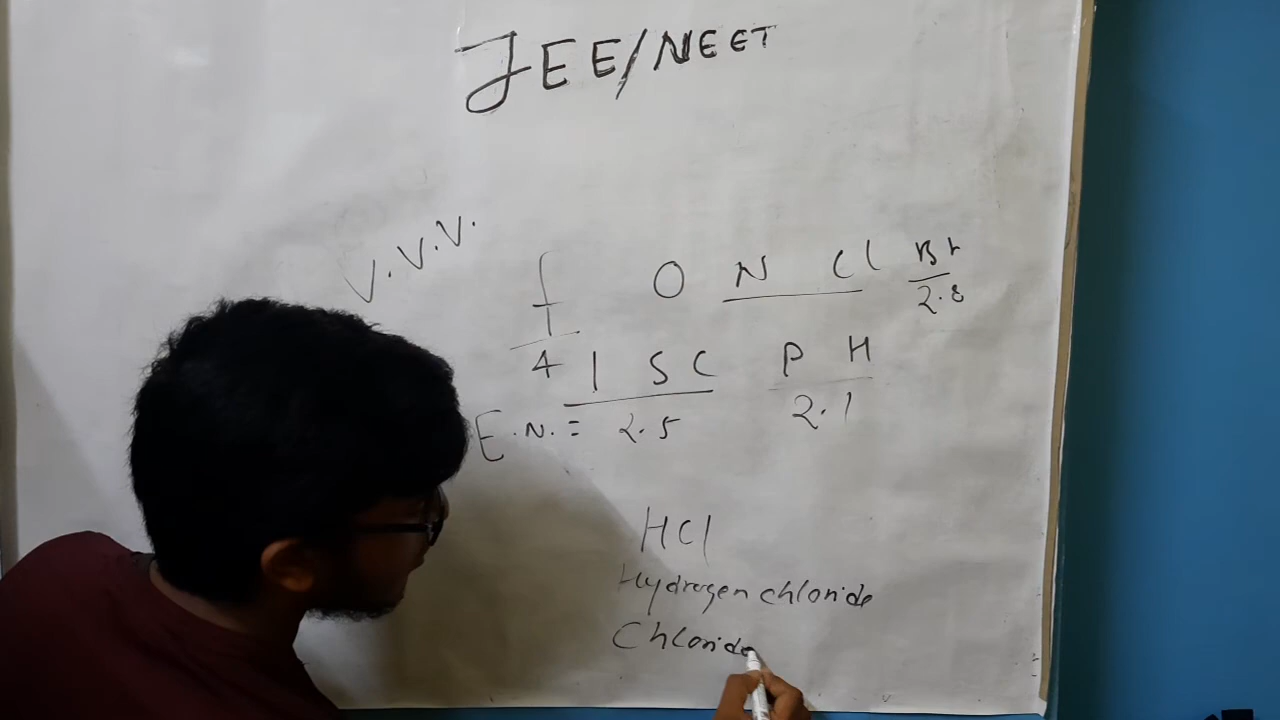 JEE/NEET
V.V.V.
f O N Cl Br
4 2.8
I S C P H
E.N. = 2.5 2.1
HCl
Hydrogen chloride
Chloride